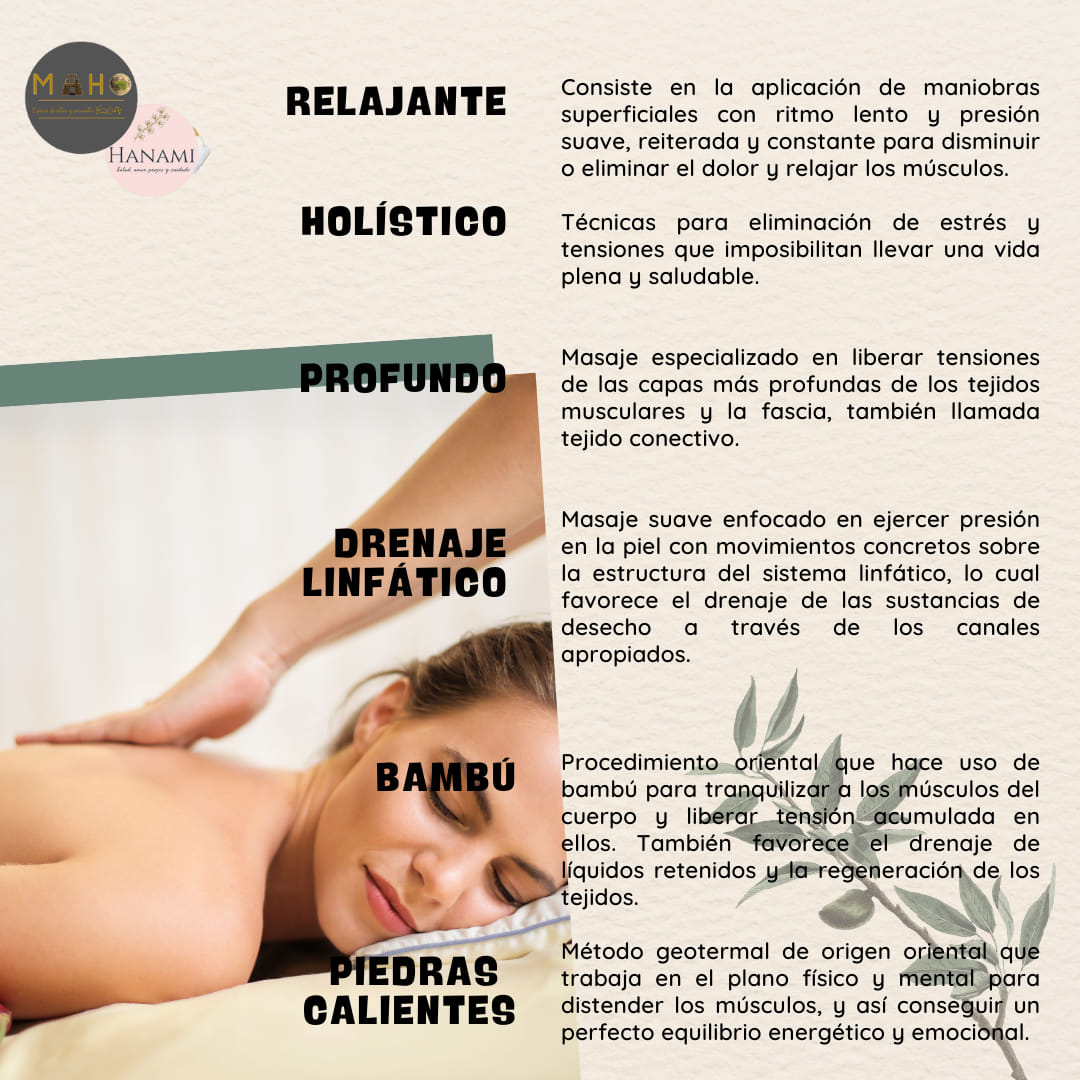 MAHO
HANAMI
Salud, amor propio y cuidado
RELAJANTE
Consiste en la aplicación de maniobras
superficiales con ritmo lento y presión
suave, reiterada y constante para disminuir
o eliminar el dolor y relajar los músculos.
HOLÍSTICO
Técnicas para eliminación de estrés y
tensiones que imposibilitan llevar una vida
plena y saludable.
PROFUNDO
Masaje especializado en liberar tensiones
de las capas más profundas de los tejidos
musculares y la fascia, también llamada
tejido conectivo.
DRENAJE
LINFÁTICO
Masaje suave enfocado en ejercer presión
en la piel con movimientos concretos sobre
la estructura del sistema linfático, lo cual
favorece el drenaje de las sustancias de
desecho a través de los canales
apropiados.
BAMBÚ
Procedimiento oriental que hace uso de
bambú para tranquilizar a los músculos del
cuerpo y liberar tensión acumulada en
ellos. También favorece el drenaje de
líquidos retenidos y la regeneración de los
tejidos.
PIEDRAS
CALIENTES
Método geotermal de origen oriental que
trabaja en el plano físico y mental para
distender los músculos, y así conseguir un
perfecto equilibrio energético y emocional.